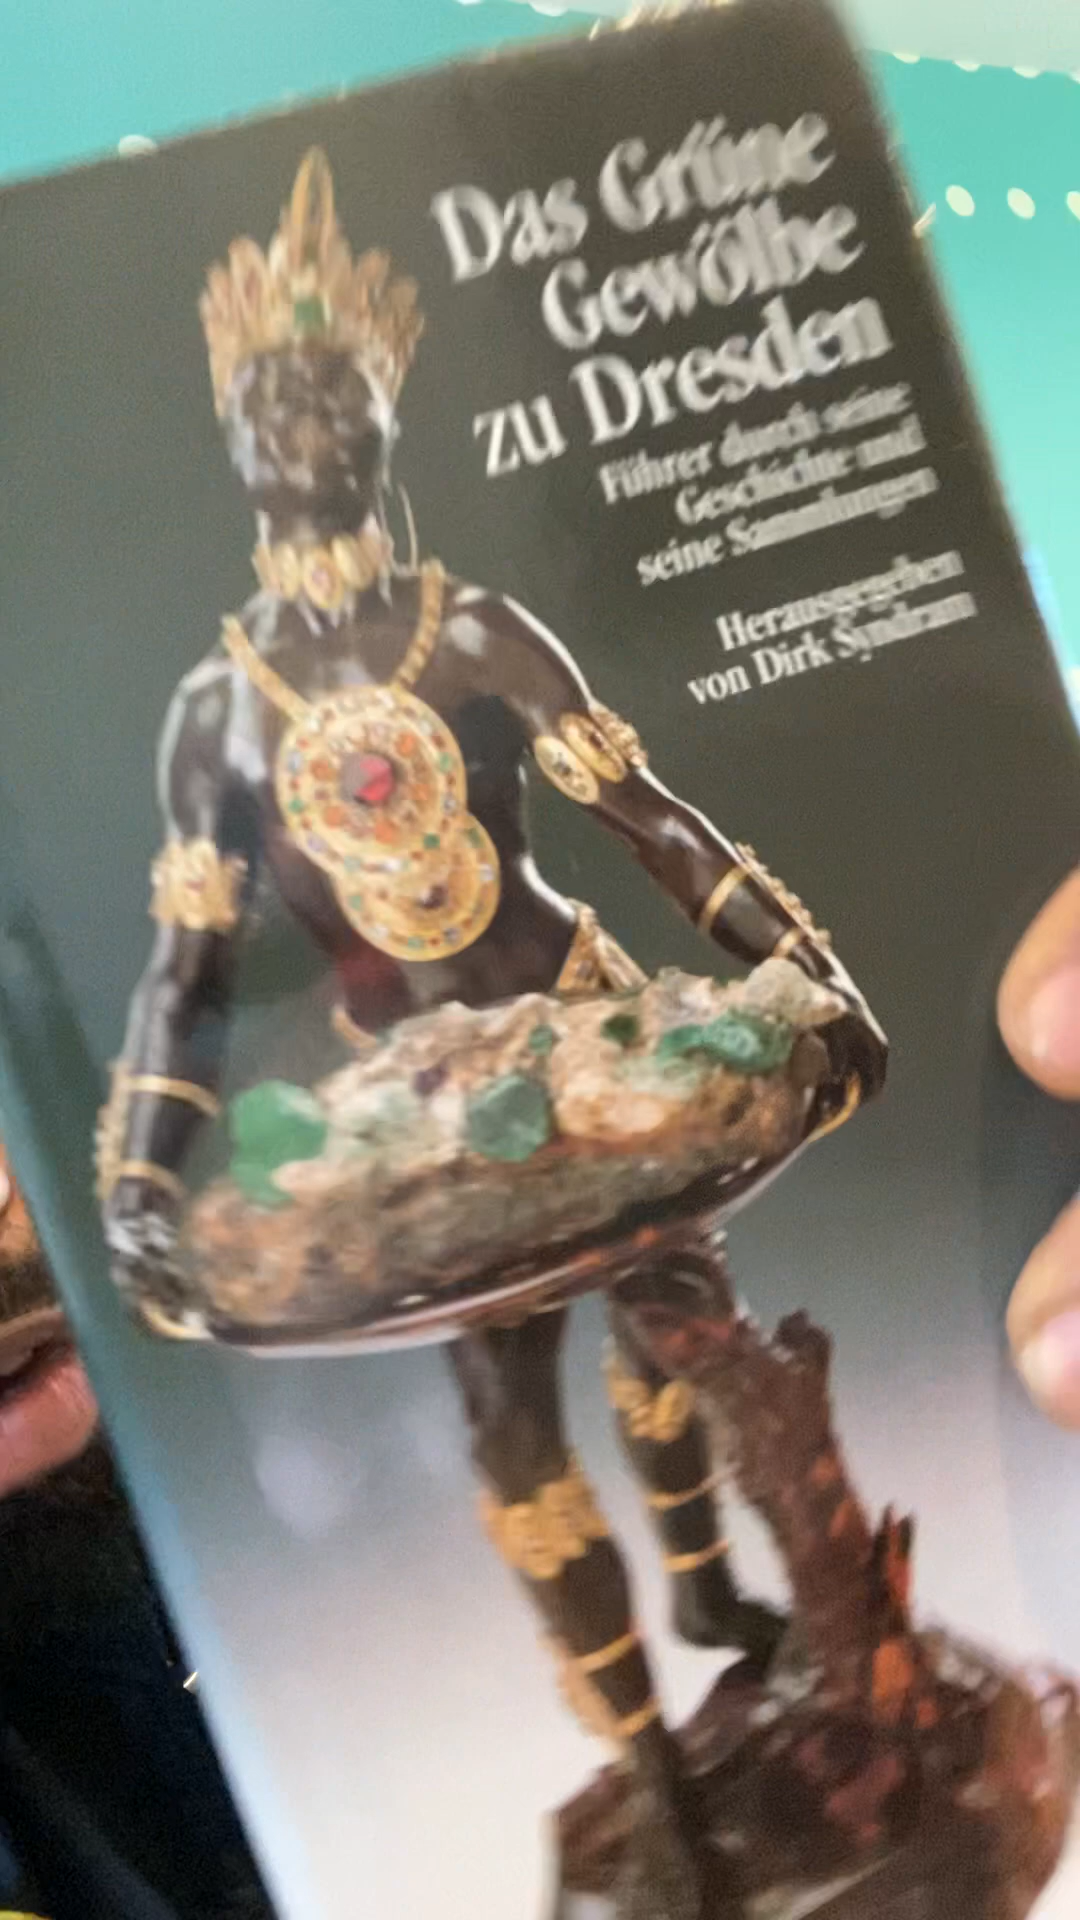 Das Grüne
Gewölbe
zu Dresden
Führer durch seine
Geschichte und
seine Sammlungen
Herausgegeben
von Dirk Syndram